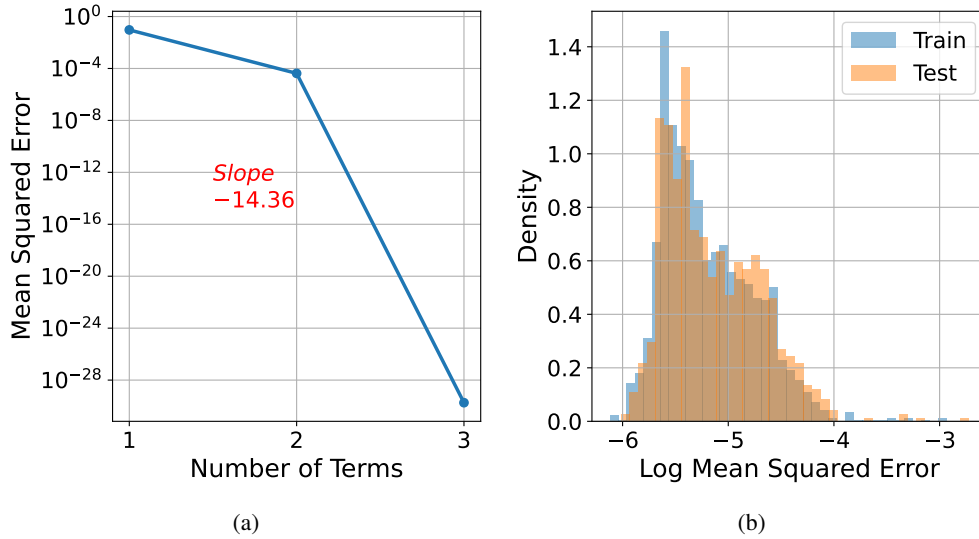 10⁰
10⁻⁴
10⁻⁸
10⁻¹²
10⁻¹⁶
10⁻²⁰
10⁻²⁴
10⁻²⁸
Mean Squared Error
Slope
−14.36
1 2 3
Number of Terms
(a)
1.4
1.2
1.0
0.8
0.6
0.4
0.2
0.0
Density
Train
Test
−6 −5 −4 −3
Log Mean Squared Error
(b)